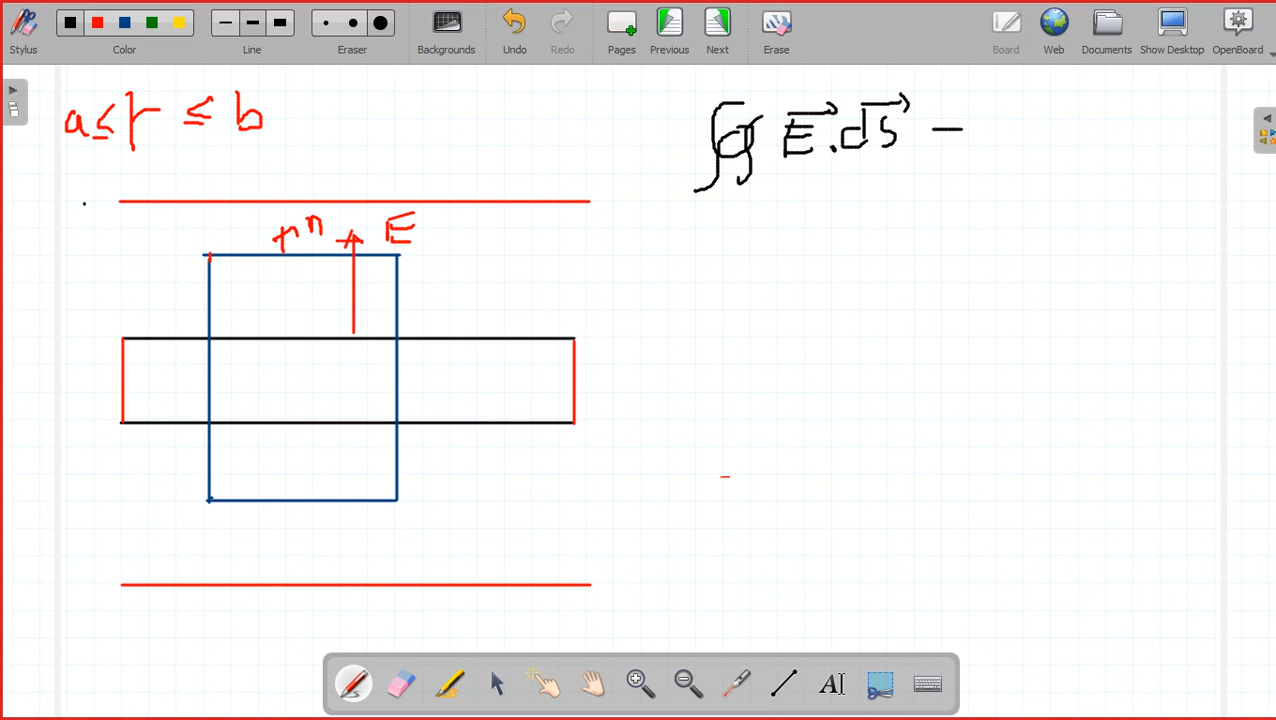 Stylus Color Line Eraser Backgrounds Undo Redo Pages Previous Next Erase Board Web Documents Show Desktop OpenBoard
a ≤ r ≤ b
∯ E⃗ . dS⃗ —
r^n E